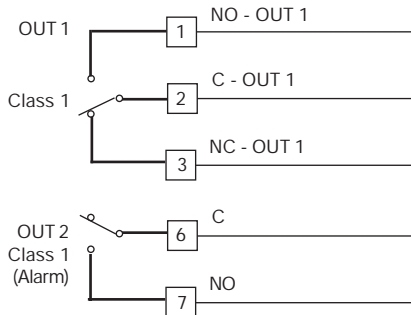 OUT 1
1
NO - OUT 1
Class 1
2
C - OUT 1
3
NC - OUT 1
OUT 2
Class 1
(Alarm)
6
C
7
NO